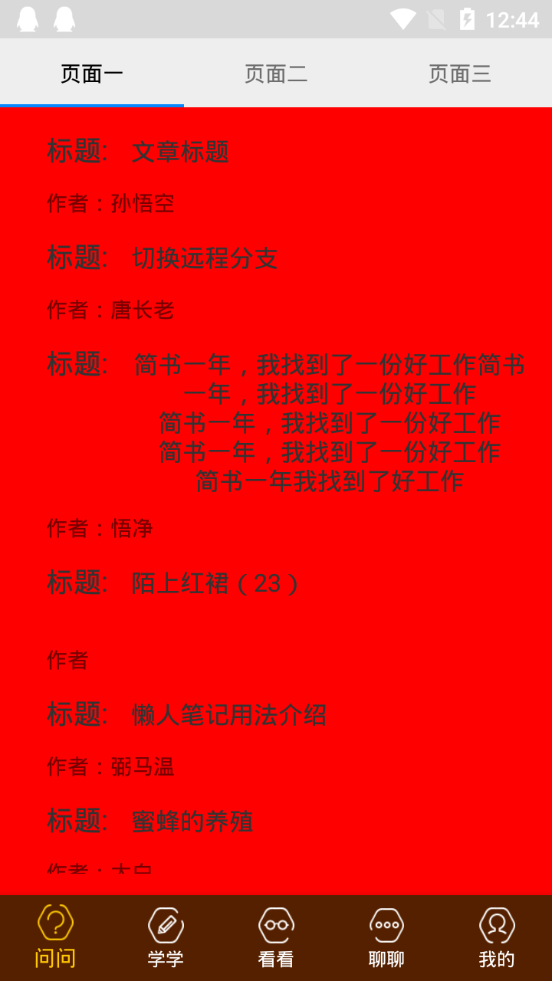 12:44
页面一 页面二 页面三
标题: 文章标题
作者：孙悟空
标题: 切换远程分支
作者：唐长老
标题: 简书一年，我找到了一份好工作简书
一年，我找到了一份好工作
简书一年，我找到了一份好工作
简书一年，我找到了一份好工作
简书一年我找到了好工作
作者：悟净
标题: 陌上红裙（23）
作者
标题: 懒人笔记用法介绍
作者：弼马温
标题: 蜜蜂的养殖
作者：太白
问问 学学 看看 聊聊 我的